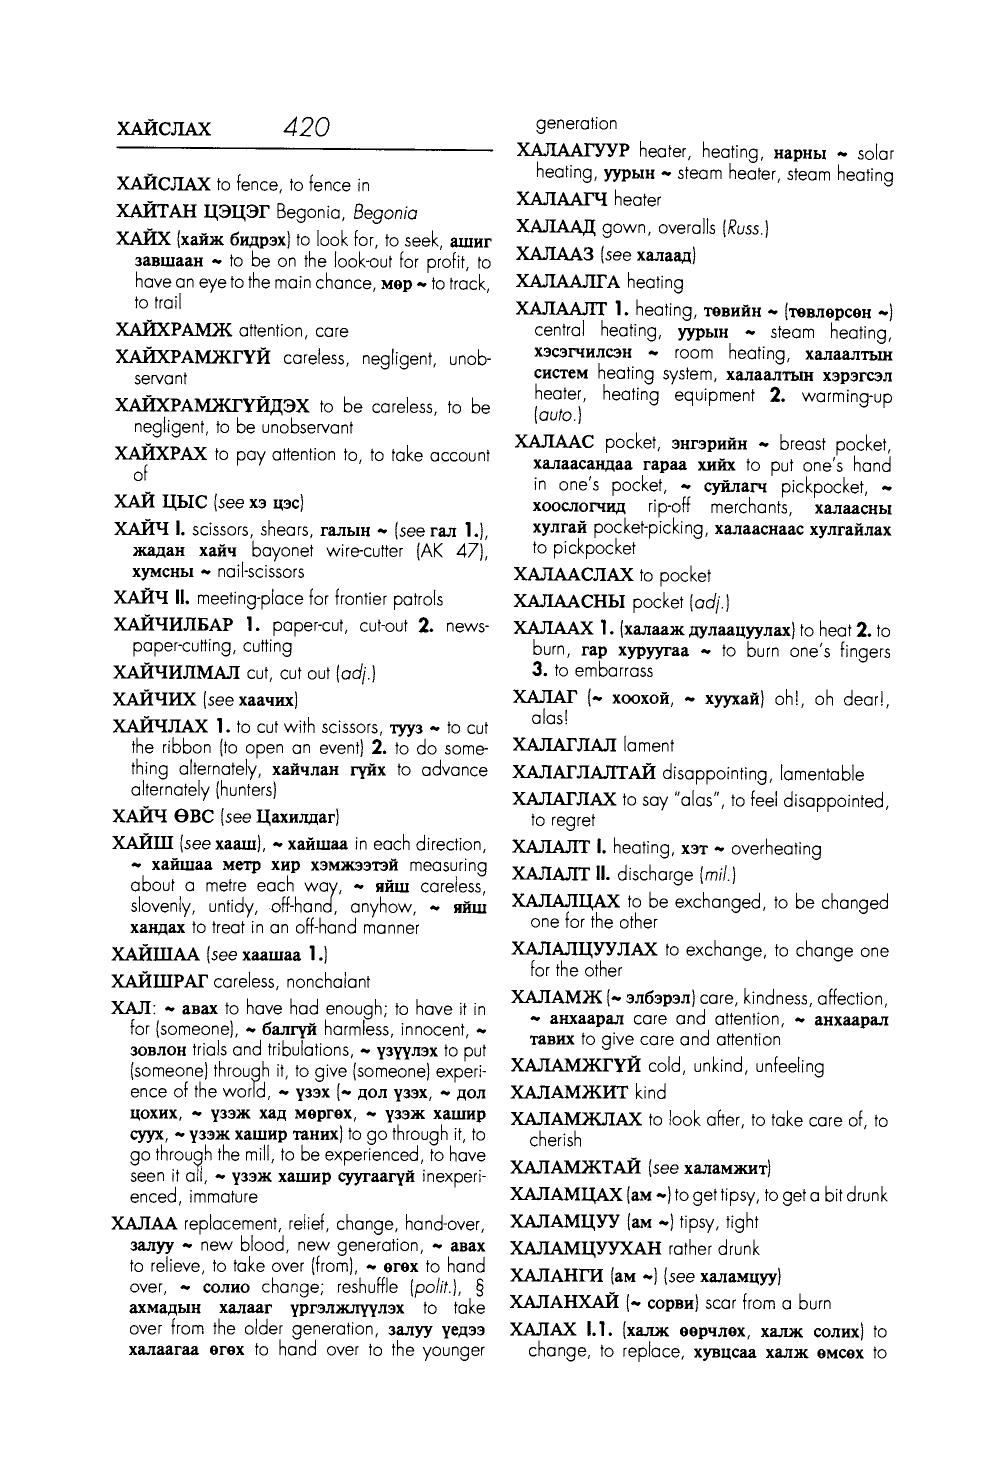 ХАЙСЛАХ 420
ХАЙСЛАХ to fence, to fence in
ХАЙТАН ЦЭЦЭГ Begonia, Begonia
ХАЙХ (хайж бидрэх) to look for, to seek, ашиг
завшаан ~ to be on the look-out for profit, to
have an eye to the main chance, мөр ~ to track,
to trail
ХАЙХРАМЖ attention, care
ХАЙХРАМЖГҮЙ careless, negligent, unob-
servant
ХАЙХРАМЖГҮЙДЭХ to be careless, to be
negligent, to be unobservant
ХАЙХРАХ to pay attention to, to take account
of
ХАЙ ЦЫС (see хэ цэс)
ХАЙЧ I. scissors, shears, галын ~ (see гал 1.),
жадан хайч bayonet wire-cutter (AK 47),
хумсны ~ nail-scissors
ХАЙЧ II. meeting-place for frontier patrols
ХАЙЧИЛБАР 1. paper-cut, cut-out 2. news-
paper-cutting, cutting
ХАЙЧИЛМАЛ cut, cut out (adj.)
ХАЙЧИХ (see хаачих)
ХАЙЧЛАХ 1. to cut with scissors, тууз ~ to cut
the ribbon (to open an event) 2. to do some-
thing alternately, хайчлан гүйх to advance
alternately (hunters)
ХАЙЧ ӨВС (see Цахилдаг)
ХАЙШ (see хааш), ~ хайшаа in each direction,
~ хайшаа метр хир хэмжээтэй measuring
about a metre each way, ~ яйш careless,
slovenly, untidy, off-hand, anyhow, ~ яйш
хандах to treat in an off-hand manner
ХАЙШАА (see хаашаа 1.)
ХАЙШРАГ careless, nonchalant
ХАЛ: ~ авах to have had enough; to have it in
for (someone), ~ балгүй harmless, innocent, ~
зовлон trials and tribulations, ~ үзүүлэх to put
(someone) through it, to give (someone) experi-
ence of the world, ~ үзэх (~ дол үзэх, ~ дол
цохих, ~ үзэж хад мөргөх, ~ үзэж хашир
суух, ~ үзэж хашир таних) to go through it, to
go through the mill, to be experienced, to have
seen it all, ~ үзэж хашир суугаагүй inexperi-
enced, immature
ХАЛАА replacement, relief, change, hand-over,
залуу ~ new blood, new generation, ~ авах
to relieve, to take over (from), ~ өгөх to hand
over, ~ солио change; reshuffle (polit.), §
ахмадын халааг үргэлжлүүлэх to take
over from the older generation, залуу үедээ
халаагаа өгөх to hand over to the younger
generation
ХАЛААГУУР heater, heating, нарны ~ solar
heating, уурын ~ steam heater, steam heating
ХАЛААГЧ heater
ХАЛААД gown, overalls (Russ.)
ХАЛААЗ (see халаад)
ХАЛААЛГА heating
ХАЛААЛТ 1. heating, төвийн ~ (төвлөрсөн ~)
central heating, уурын ~ steam heating,
хэсэгчилсэн ~ room heating, халаалтын
систем heating system, халаалтын хэрэгсэл
heater, heating equipment 2. warming-up
(auto.)
ХАЛААС pocket, энгэрийн ~ breast pocket,
халаасандаа гараа хийх to put one's hand
in one's pocket, ~ суйлагч pickpocket, ~
хоослогчид rip-off merchants, халаасны
хулгай pocket-picking, халааснаас хулгайлах
to pickpocket
ХАЛААСЛАХ to pocket
ХАЛААСНЫ pocket (adj.)
ХАЛААХ 1. (халааж дулаацуулах) to heat 2. to
burn, гар хуруугаа ~ to burn one's fingers
3. to embarrass
ХАЛАГ (~ хоохой, ~ хуухай) oh!, oh dear!,
alas!
ХАЛАГЛАЛ lament
ХАЛАГЛАЛТАЙ disappointing, lamentable
ХАЛАГЛАХ to say "alas", to feel disappointed,
to regret
ХАЛАЛТ I. heating, хэт ~ overheating
ХАЛАЛТ II. discharge (mil.)
ХАЛАЛЦАХ to be exchanged, to be changed
one for the other
ХАЛАЛЦУУЛАХ to exchange, to change one
for the other
ХАЛАМЖ (~ элбэрэл) care, kindness, affection,
~ анхаарал care and attention, ~ анхаарал
тавих to give care and attention
ХАЛАМЖГҮЙ cold, unkind, unfeeling
ХАЛАМЖИТ kind
ХАЛАМЖЛАХ to look after, to take care of, to
cherish
ХАЛАМЖТАЙ (see халамжит)
ХАЛАМЦАХ (ам ~) to get tipsy, to get a bit drunk
ХАЛАМЦУУ (ам ~) tipsy, tight
ХАЛАМЦУУХАН rather drunk
ХАЛАНГИ (ам ~) (see халамцуу)
ХАЛАНХАЙ (~ сорви) scar from a burn
ХАЛАХ I.1. (халж өөрчлөх, халж солих) to
change, to replace, хувцсаа халж өмсөх to